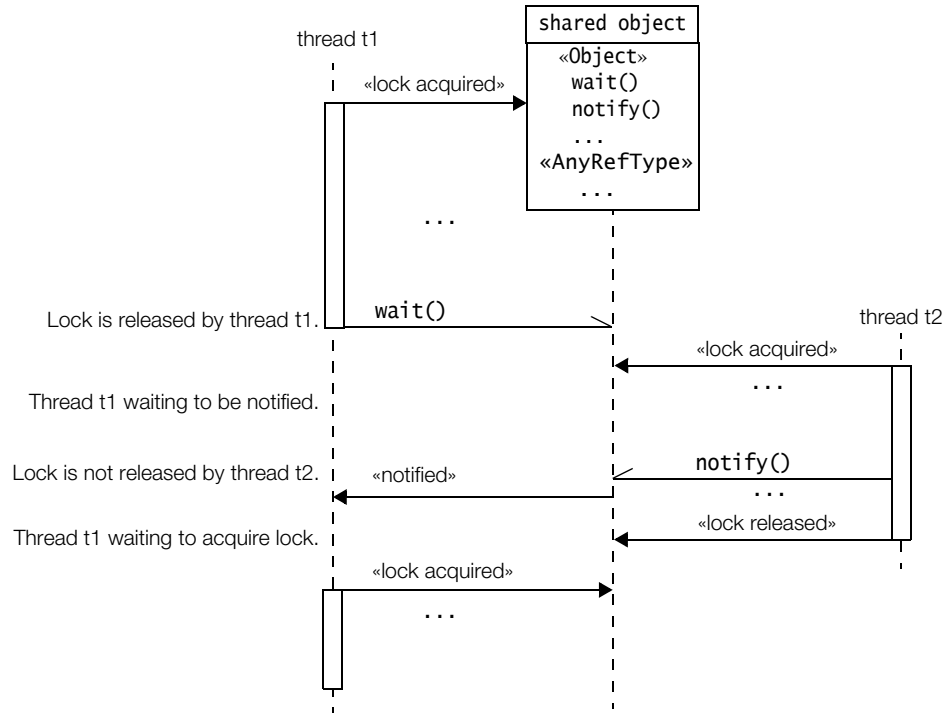 shared object
thread t1
«Object»
wait()
notify()
...
«AnyRefType»
...
«lock acquired»
...
wait()
Lock is released by thread t1.
thread t2
«lock acquired»
...
Thread t1 waiting to be notified.
notify()
Lock is not released by thread t2.
«notified»
...
«lock released»
Thread t1 waiting to acquire lock.
«lock acquired»
...